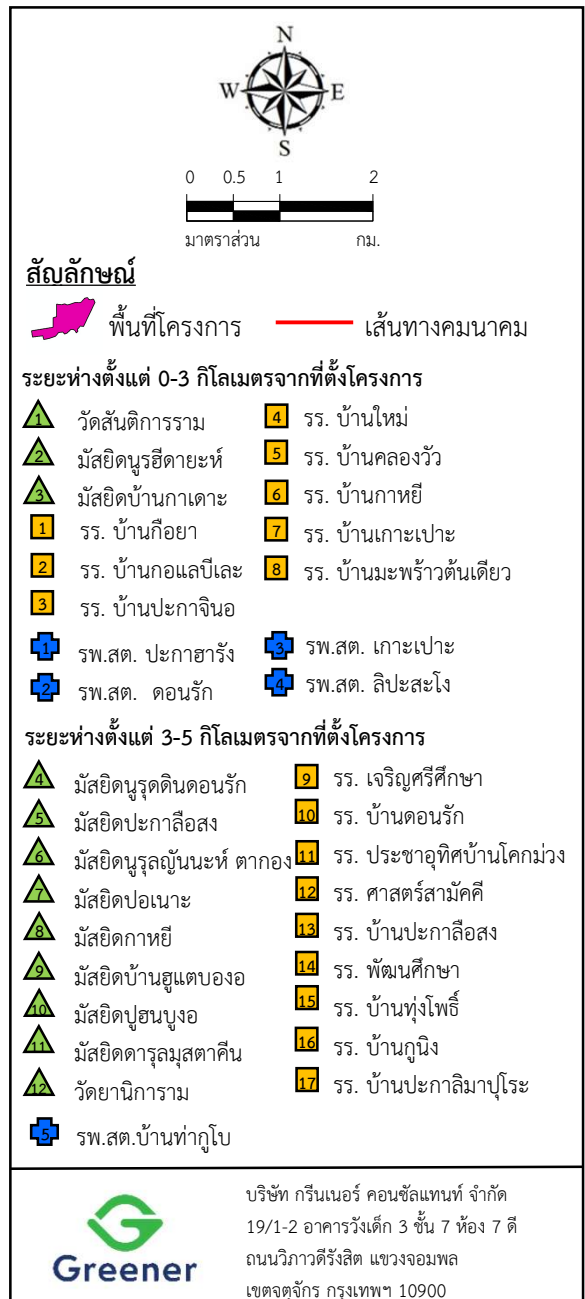 N
W E
S
0 0.5 1 2
มาตราส่วน กม.
สัญลักษณ์
พื้นที่โครงการ เส้นทางคมนาคม
ระยะห่างตั้งแต่ 0-3 กิโลเมตรจากที่ตั้งโครงการ
1 วัดสันติการราม
2 มัสยิดนูรฮีดายะห์
3 มัสยิดบ้านกาเดาะ
1 รร. บ้านกือยา
2 รร. บ้านกอแลบีเละ
3 รร. บ้านปะกาจินอ
4 รร. บ้านใหม่
5 รร. บ้านคลองวัว
6 รร. บ้านกาหยี
7 รร. บ้านเกาะเปาะ
8 รร. บ้านมะพร้าวต้นเดียว
1 รพ.สต. ปะกาฮารัง
2 รพ.สต. ดอนรัก
3 รพ.สต. เกาะเปาะ
4 รพ.สต. ลิปะสะโง
ระยะห่างตั้งแต่ 3-5 กิโลเมตรจากที่ตั้งโครงการ
4 มัสยิดนูรุดดินดอนรัก
5 มัสยิดปะกาลือสง
6 มัสยิดนูรุลญันนะห์ ตากอง
7 มัสยิดปอเนาะ
8 มัสยิดกาหยี
9 มัสยิดบ้านฮูแตบองอ
10 มัสยิดปูฮนบูงอ
11 มัสยิดดารุลมุสตาคีน
12 วัดยานิการาม
5 รพ.สต.บ้านท่ากูโบ
9 รร. เจริญศรีศึกษา
10 รร. บ้านดอนรัก
11 รร. ประชาอุทิศบ้านโคกม่วง
12 รร. ศาสตร์สามัคคี
13 รร. บ้านปะกาลือสง
14 รร. พัฒนศึกษา
15 รร. บ้านทุ่งโพธิ์
16 รร. บ้านกูนิง
17 รร. บ้านปะกาลิมาปุโระ
Greener
บริษัท กรีนเนอร์ คอนซัลแทนท์ จำกัด
19/1-2 อาคารวังเด็ก 3 ชั้น 7 ห้อง 7 ดี
ถนนวิภาวดีรังสิต แขวงจอมพล
เขตจตุจักร กรุงเทพฯ 10900